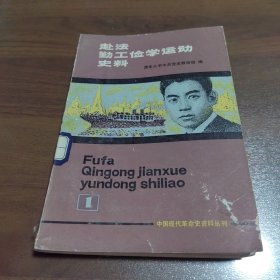 赴法
勤工俭学运动
史料
清华大学中共党史教研组 编
Fufa
Qingong jianxue
yundong shiliao
1
中国现代革命史资料丛刊